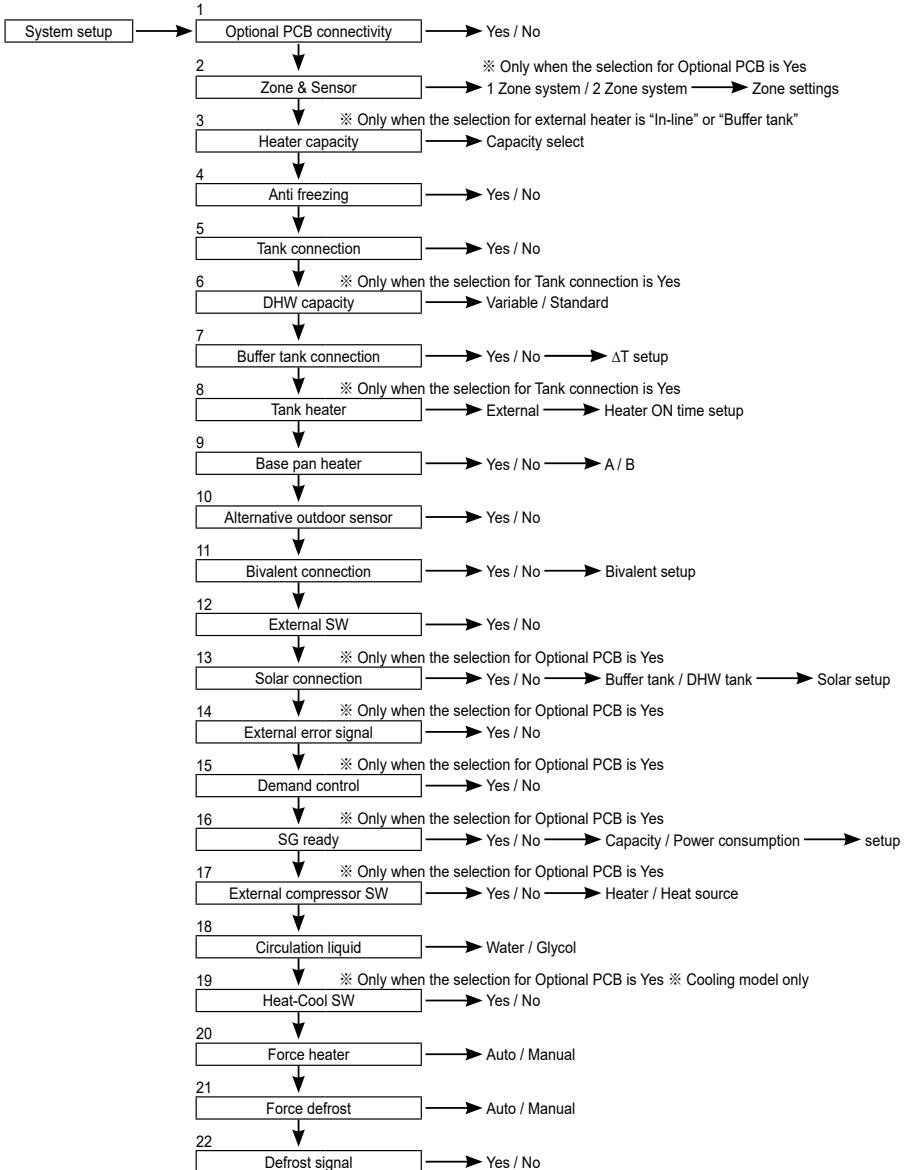 1
System setup Optional PCB connectivity Yes / No
2 ※ Only when the selection for Optional PCB is Yes
Zone & Sensor 1 Zone system / 2 Zone system Zone settings
3 ※ Only when the selection for external heater is “In-line” or “Buffer tank”
Heater capacity Capacity select
4
Anti freezing Yes / No
5
Tank connection Yes / No
6 ※ Only when the selection for Tank connection is Yes
DHW capacity Variable / Standard
7
Buffer tank connection Yes / No ΔT setup
8 ※ Only when the selection for Tank connection is Yes
Tank heater External Heater ON time setup
9
Base pan heater Yes / No A / B
10
Alternative outdoor sensor Yes / No
11
Bivalent connection Yes / No Bivalent setup
12
External SW Yes / No
13 ※ Only when the selection for Optional PCB is Yes
Solar connection Yes / No Buffer tank / DHW tank Solar setup
14 ※ Only when the selection for Optional PCB is Yes
External error signal Yes / No
15 ※ Only when the selection for Optional PCB is Yes
Demand control Yes / No
16 ※ Only when the selection for Optional PCB is Yes
SG ready Yes / No Capacity / Power consumption setup
17 ※ Only when the selection for Optional PCB is Yes
External compressor SW Yes / No Heater / Heat source
18
Circulation liquid Water / Glycol
19 ※ Only when the selection for Optional PCB is Yes ※ Cooling model only
Heat-Cool SW Yes / No
20
Force heater Auto / Manual
21
Force defrost Auto / Manual
22
Defrost signal Yes / No